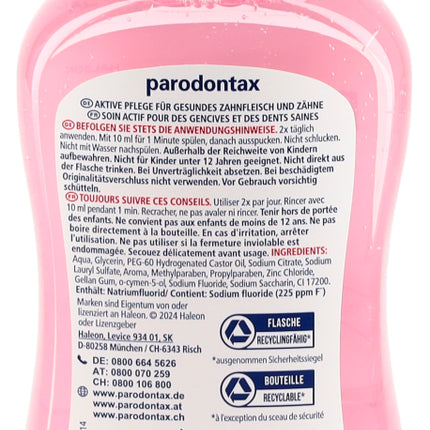 parodontax
DE AKTIVE PFLEGE FÜR GESUNDES ZAHNFLEISCH UND ZÄHNE
FR SOIN ACTIF POUR DES GENCIVES ET DES DENTS SAINES
DE BEFOLGEN SIE STETS DIE ANWENDUNGSHINWEISE. 2x täglich
anwenden. Mit 10 ml für 1 Minute spülen, danach ausspucken. Nicht schlucken.
Nicht mit Wasser nachspülen. Außerhalb der Reichweite von Kindern
aufbewahren. Nicht für Kinder unter 12 Jahren geeignet. Nicht direkt aus
der Flasche trinken. Bei Unverträglichkeit absetzen. Bei beschädigtem
Originalitätsverschluss nicht verwenden. Vor Gebrauch vorsichtig
schütteln.
FR TOUJOURS SUIVRE CES CONSEILS. Utiliser 2x par jour. Rincer avec
10 ml pendant 1 min. Recracher, ne pas avaler ni rincer. Tenir hors de portée
des enfants. Ne convient pas aux enfants de moins de 12 ans. Ne pas
boire directement à la bouteille. En cas d'irritation, arrêter
l'utilisation. Ne pas utiliser si la fermeture inviolable est
endommagée. Secouez délicatement avant usage. INGREDIENTS:
Aqua, Glycerin, PEG-60 Hydrogenated Castor Oil, Sodium Citrate, Sodium
Lauryl Sulfate, Aroma, Methylparaben, Propylparaben, Zinc Chloride,
Gellan Gum, o-cymen-5-ol, Sodium Fluoride, Sodium Saccharin, CI 17200.
Enthält: Natriumfluorid/ Contient: Sodium fluoride (225 ppm F⁻)
Marken sind Eigentum von oder
lizenziert an Haleon. © 2024 Haleon
oder Lizenzgeber
Haleon, Levice 934 01, SK
D-80258 München / CH-6343 Risch
DE: 0800 664 5626
AT: 0800 070 259
CH: 0800 106 800
www.parodontax.de
www.parodontax.at
www.parodontax.ch
FLASCHE
RECYCLINGFÄHIG*
*ausgenommen Sicherheitssiegel
BOUTEILLE
RECYCLABLE*
*à l'exception du sceau de sécurité